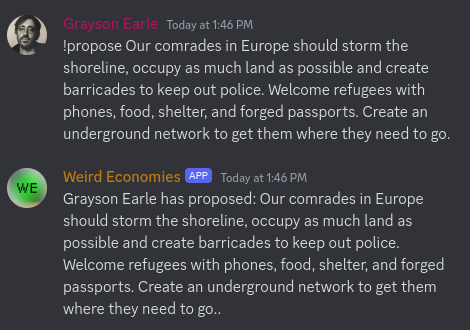 Grayson Earle Today at 1:46 PM
!propose Our comrades in Europe should storm the
shoreline, occupy as much land as possible and create
barricades to keep out police. Welcome refugees with
phones, food, shelter, and forged passports. Create an
underground network to get them where they need to go.
WE
Weird Economies APP Today at 1:46 PM
Grayson Earle has proposed: Our comrades in Europe
should storm the shoreline, occupy as much land as
possible and create barricades to keep out police.
Welcome refugees with phones, food, shelter, and forged
passports. Create an underground network to get them
where they need to go..